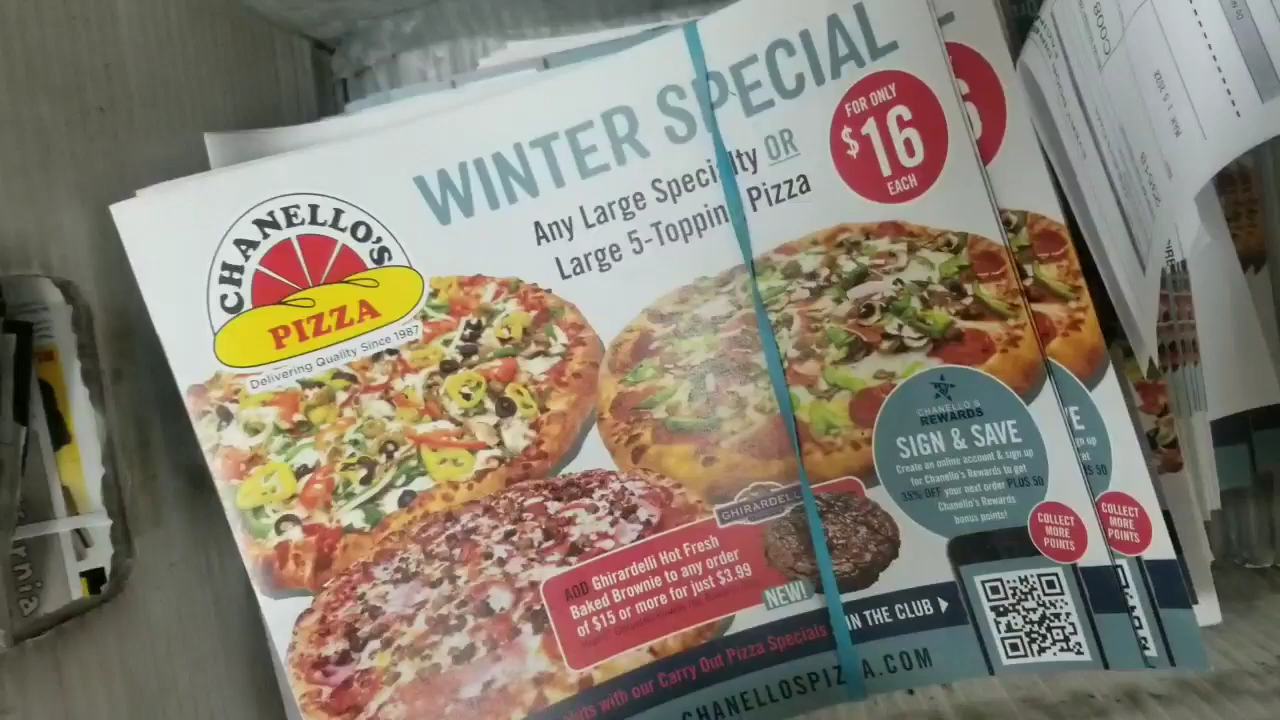 WINTER SPECIAL
Any Large Specialty OR
Large 5-Topping Pizza
FOR ONLY
$16
EACH
CHANELLO'S
PIZZA
Delivering Quality Since 1987
CHANELLO'S
REWARDS
SIGN & SAVE
Create an online account & sign up
for Chanello's Rewards to get
35% OFF your next order PLUS 50
Chanello's Rewards
bonus points!
COLLECT
MORE
POINTS
GHIRARDELLI
ADD Ghirardelli Hot Fresh
Baked Brownie to any order
of $15 or more for just $3.99
NEW!
with our Carry Out Pizza Specials
IN THE CLUB
CHANELLOSPIZZA.COM
6
COLLECT
MORE
POINTS